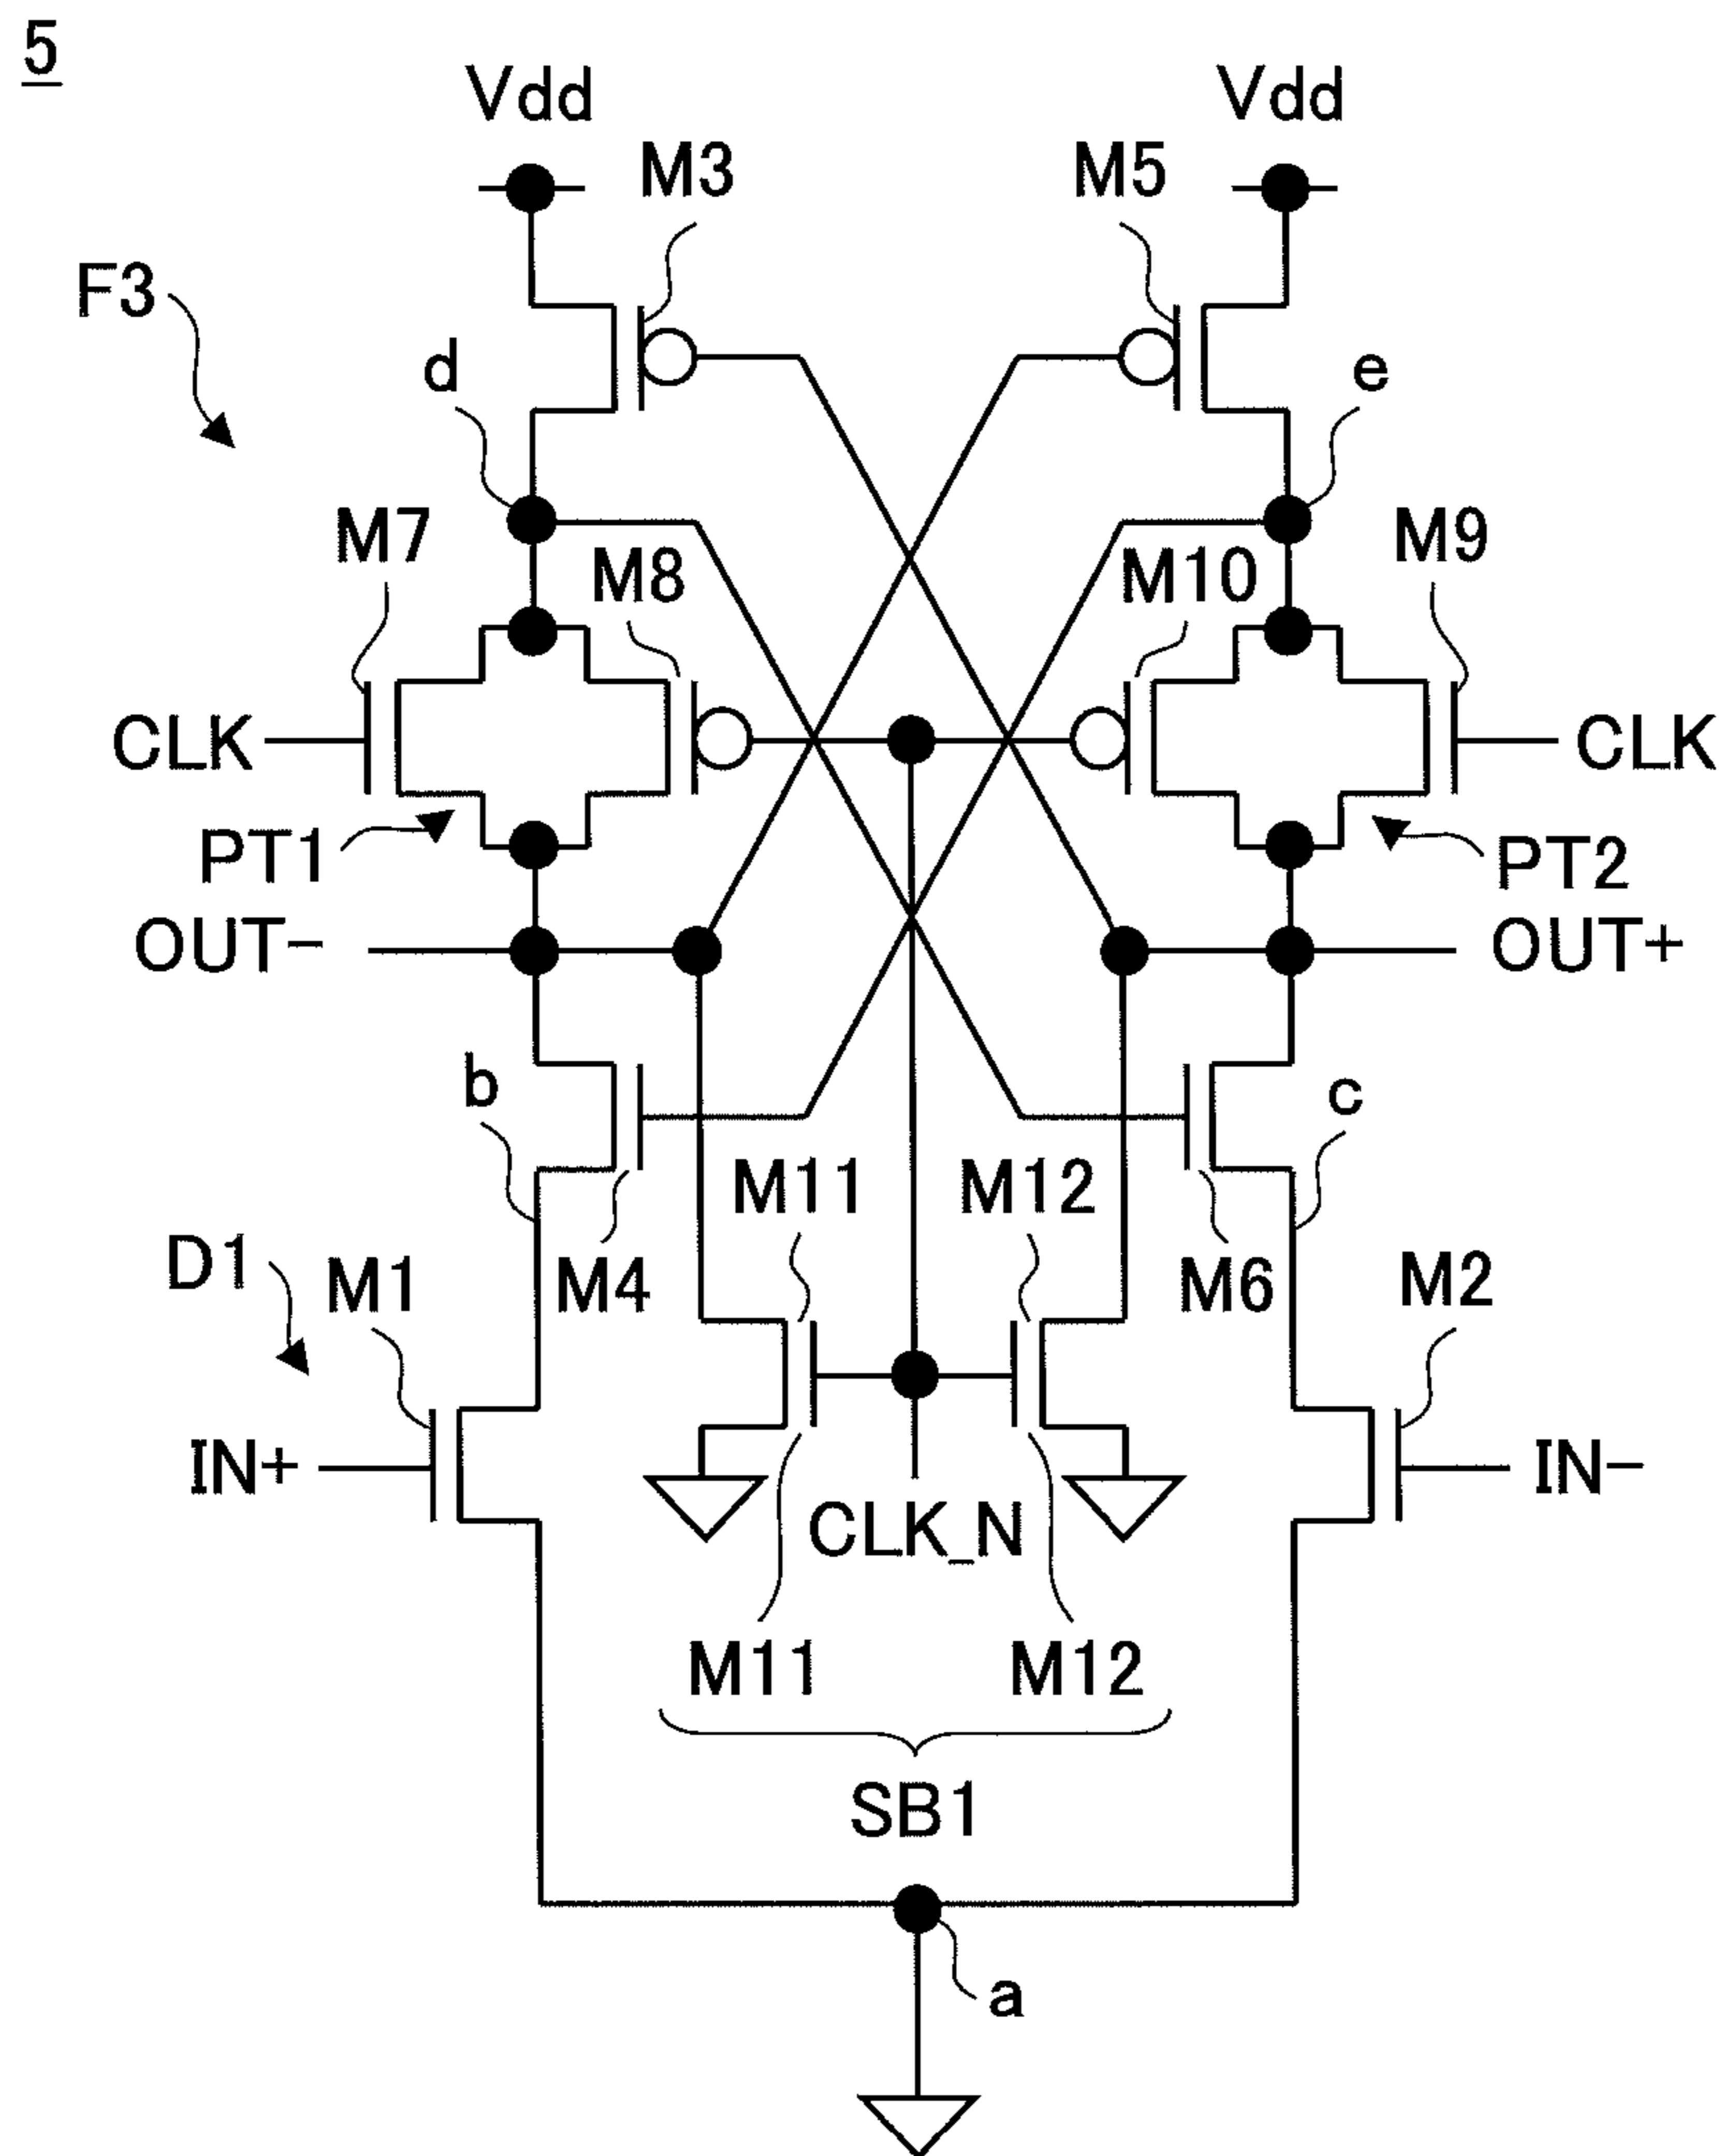 5
Vdd Vdd
M3 M5
F3
d e
M7 M9
M8 M10
CLK CLK
PT1 PT2
OUT− OUT+
b c
M11 M12
D1 M1 M4 M6 M2
IN+ IN−
CLK_N
M11 M12
SB1
a